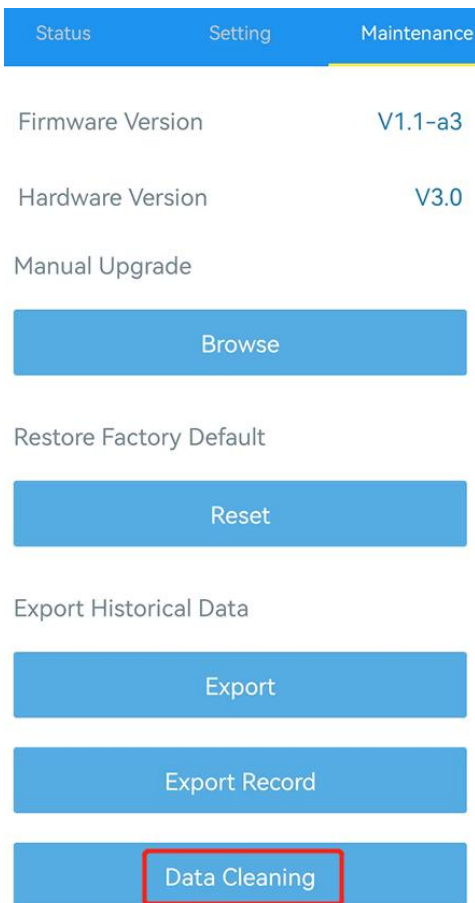 Status Setting Maintenance
Firmware Version V1.1-a3
Hardware Version V3.0
Manual Upgrade
Browse
Restore Factory Default
Reset
Export Historical Data
Export
Export Record
Data Cleaning